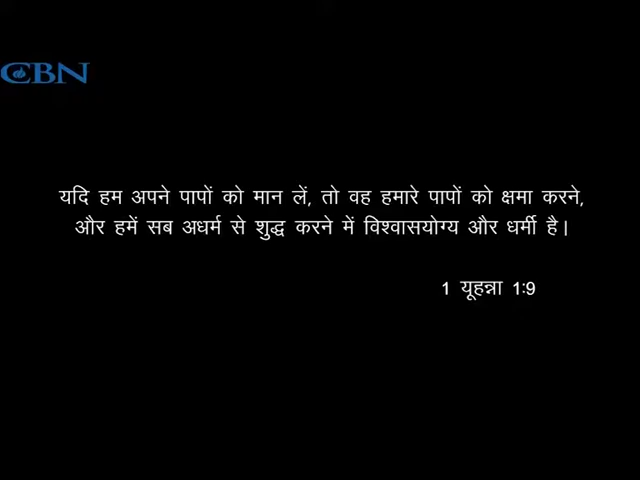 CBN
यदि हम अपने पापों को मान लें, तो वह हमारे पापों को क्षमा करने,
और हमें सब अधर्म से शुद्ध करने में विश्वासयोग्य और धर्मी है।
1 यूहन्ना 1:9